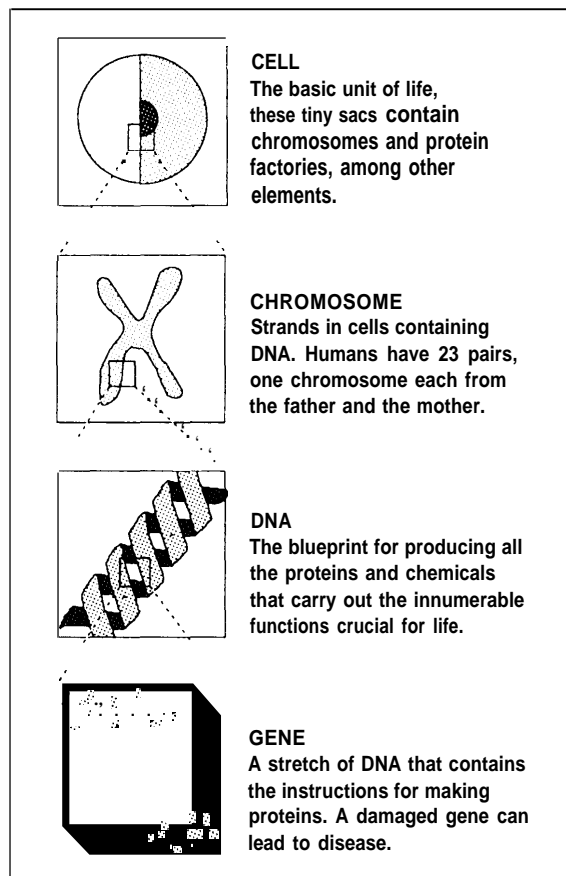 CELL
The basic unit of life,
these tiny sacs contain
chromosomes and protein
factories, among other
elements.
CHROMOSOME
Strands in cells containing
DNA. Humans have 23 pairs,
one chromosome each from
the father and the mother.
DNA
The blueprint for producing all
the proteins and chemicals
that carry out the innumerable
functions crucial for life.
GENE
A stretch of DNA that contains
the instructions for making
proteins. A damaged gene can
lead to disease.